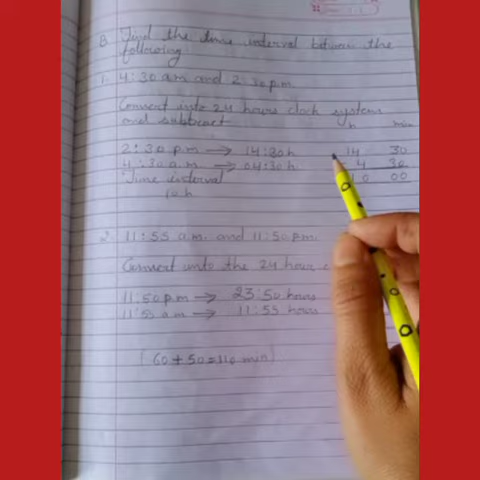 B. Find the time interval between the
following
1. 4:30 am and 2:30 pm.
Convert into 24 hours clock system
and subtract
h min
2:30 pm → 14:30 h 14 30
4:30 a.m → 04:30 h 4 30
Time interval 10 00
10 h
2. 11:55 a.m. and 11:50 pm.
Convert into the 24 hour
11:50 p.m → 23:50 hours
11:55 am → 11:55 hours
(60 + 50 = 110 min)